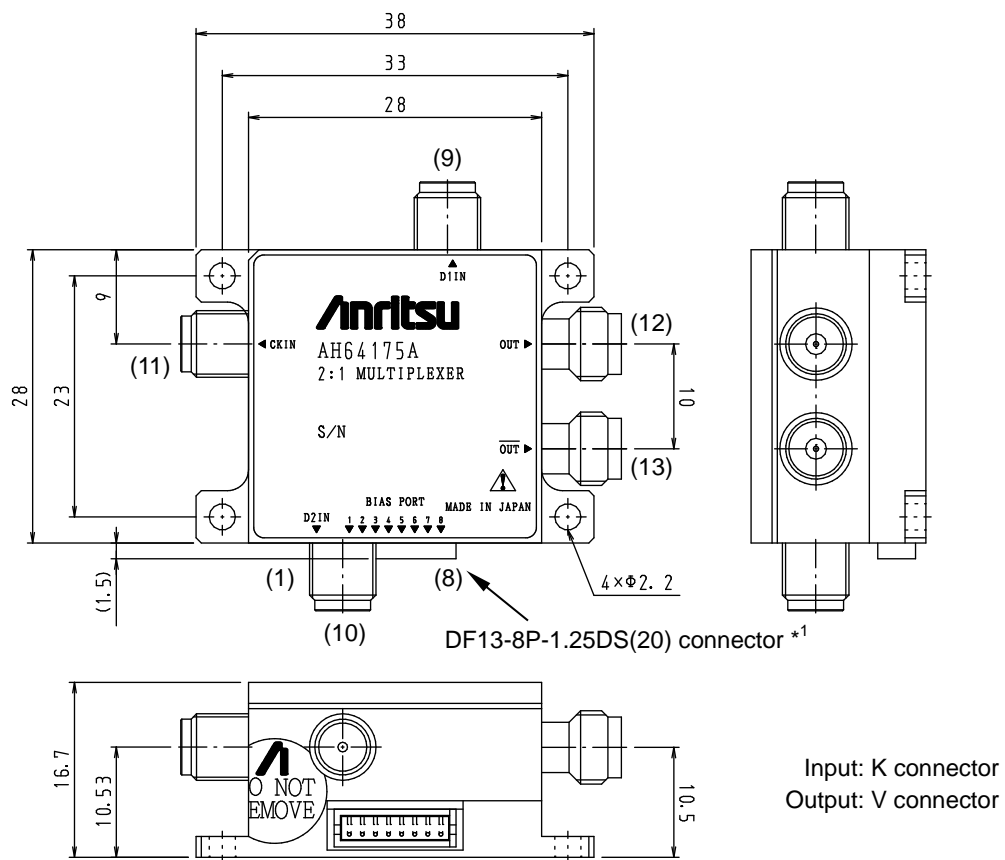 38
33
28
(9)
D1IN
9
Anritsu
(12)
CKIN
AH64175A
OUT
(11)
2:1 MULTIPLEXER
28
23
10
S/N
OUT
(13)
BIAS PORT
D2IN
1 2 3 4 5 6 7 8
MADE IN JAPAN
(1.5)
(1)
(8)
4×Φ2.2
(10)
DF13-8P-1.25DS(20) connector *1
16.7
10.53
O NOT
EMOVE
10.5
Input: K connector
Output: V connector